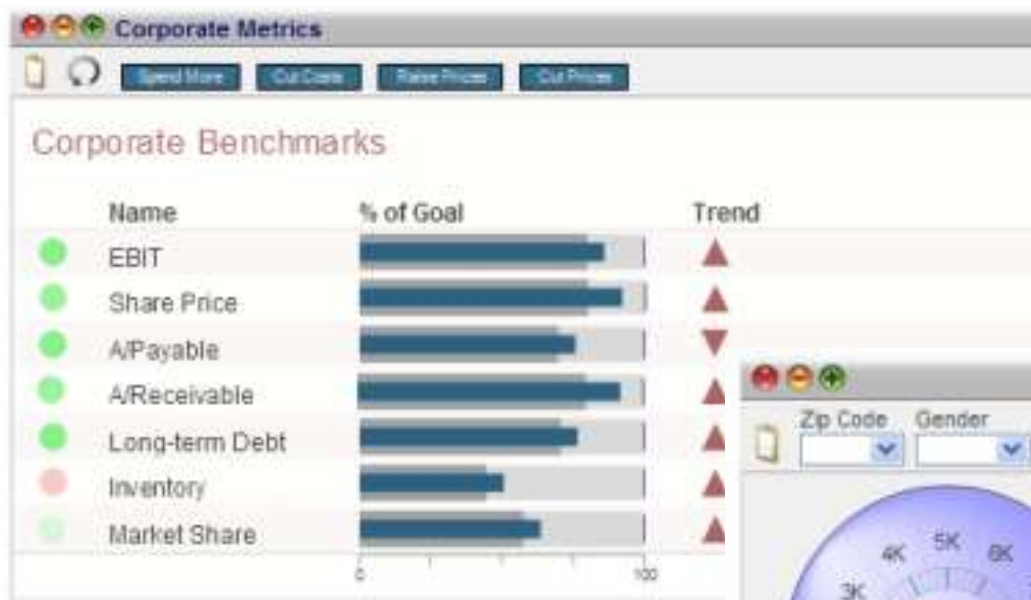 Corporate Metrics
Spend More Cut Costs Raise Prices Cut Prices
Corporate Benchmarks
Name % of Goal Trend
EBIT
Share Price
A/Payable
A/Receivable
Long-term Debt
Inventory
Market Share
0 100
Zip Code Gender
3K 4K 5K 6K